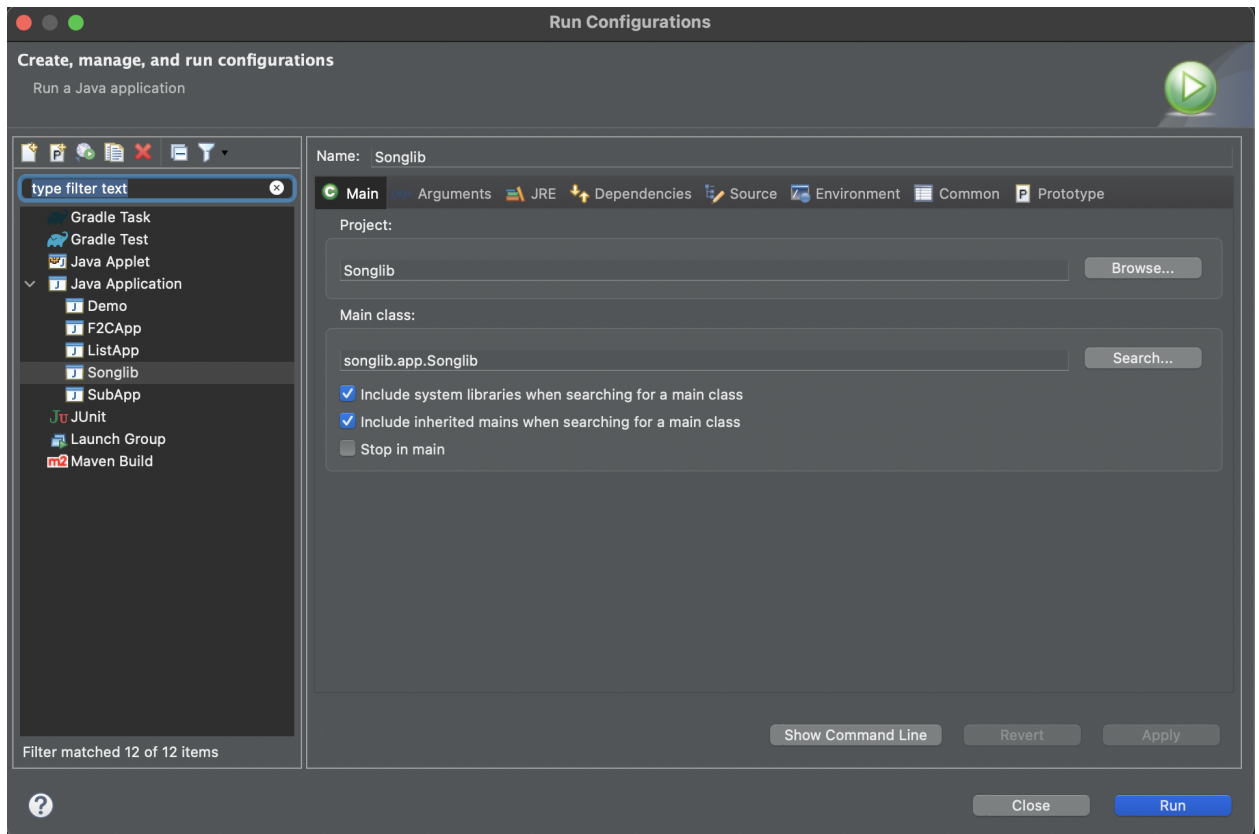 Run Configurations
Create, manage, and run configurations
Run a Java application
type filter text
Gradle Task
Gradle Test
Java Applet
Java Application
Demo
F2CApp
ListApp
Songlib
SubApp
JUnit
Launch Group
Maven Build
Filter matched 12 of 12 items
Name: Songlib
Main Arguments JRE Dependencies Source Environment Common Prototype
Project:
Songlib Browse...
Main class:
songlib.app.Songlib Search...
Include system libraries when searching for a main class
Include inherited mains when searching for a main class
Stop in main
Show Command Line Revert Apply
Close Run